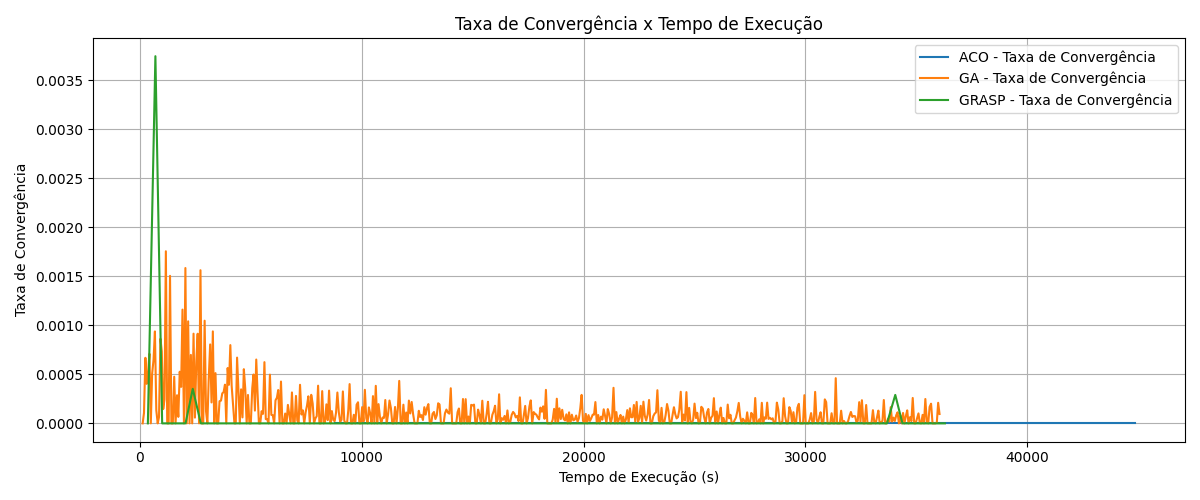 Taxa de Convergência x Tempo de Execução
ACO - Taxa de Convergência
GA - Taxa de Convergência
GRASP - Taxa de Convergência
Taxa de Convergência
0.0035
0.0030
0.0025
0.0020
0.0015
0.0010
0.0005
0.0000
0 10000 20000 30000 40000
Tempo de Execução (s)